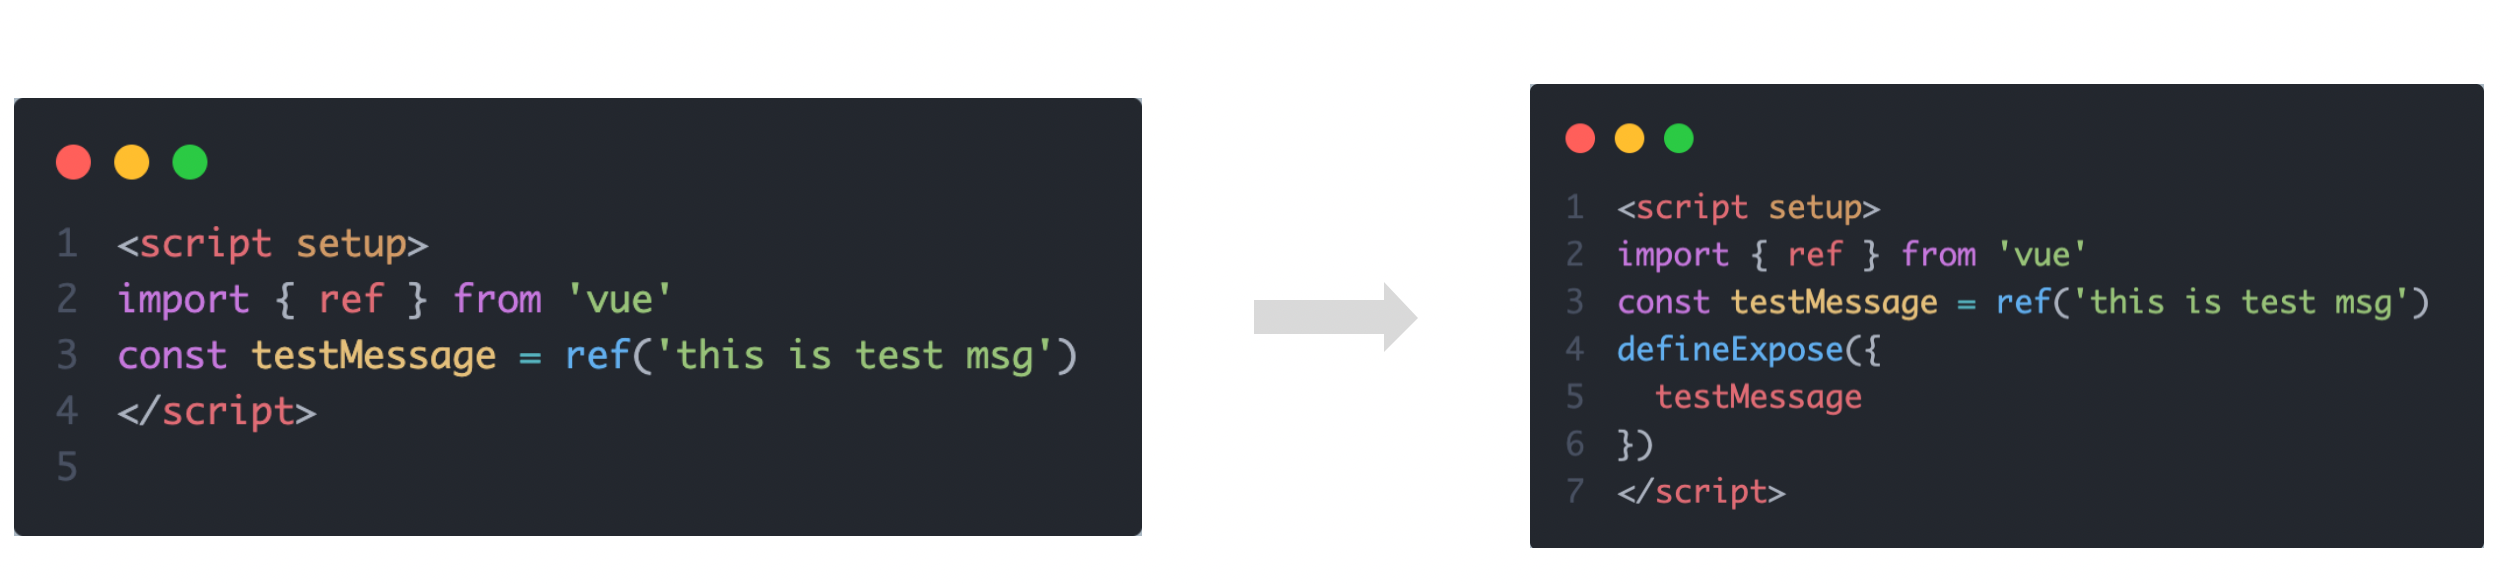 1 <script setup>
2 import { ref } from 'vue'
3 const testMessage = ref('this is test msg')
4 </script>
5
1 <script setup>
2 import { ref } from 'vue'
3 const testMessage = ref('this is test msg')
4 defineExpose({
5   testMessage
6 })
7 </script>